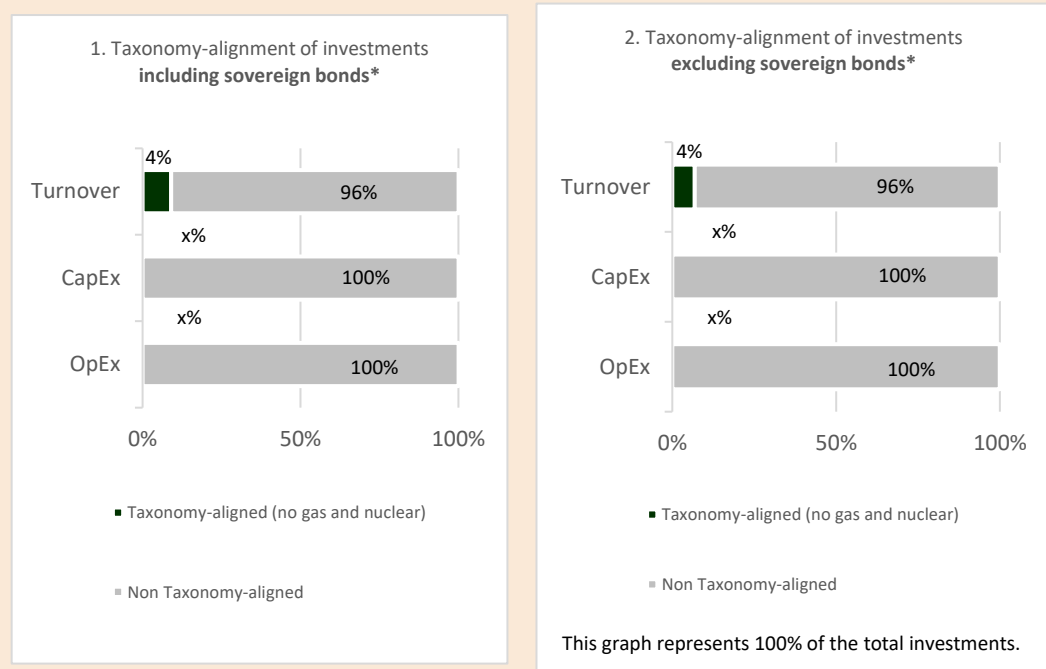 1. Taxonomy-alignment of investments
including sovereign bonds*
4%
Turnover
96%
x%
CapEx
100%
x%
OpEx
100%
0%
50%
100%
Taxonomy-aligned (no gas and nuclear)
Non Taxonomy-aligned
2. Taxonomy-alignment of investments
excluding sovereign bonds*
4%
Turnover
96%
x%
CapEx
100%
x%
OpEx
100%
0%
50%
100%
Taxonomy-aligned (no gas and nuclear)
Non Taxonomy-aligned
This graph represents 100% of the total investments.